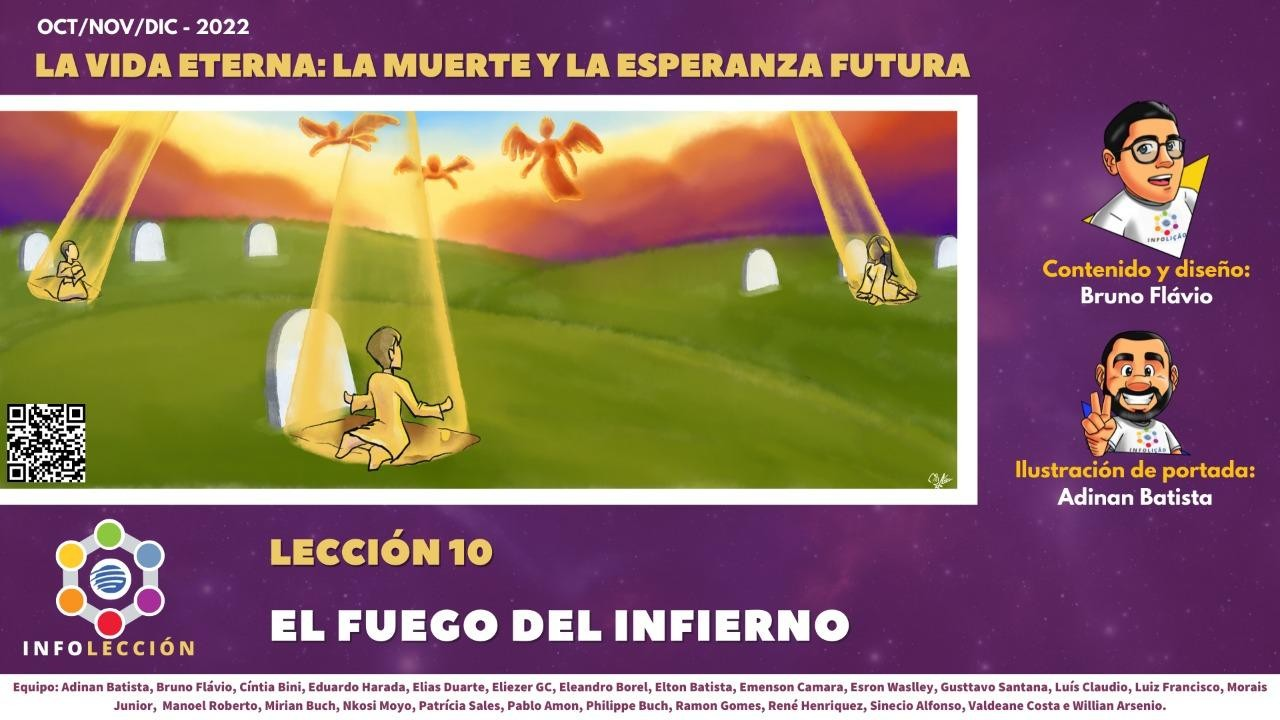 OCT/NOV/DIC - 2022
LA VIDA ETERNA: LA MUERTE Y LA ESPERANZA FUTURA
INFOLIÇÃO
Contenido y diseño:
Bruno Flávio
INFOLIÇÃO
Ilustración de portada:
Adinan Batista
LECCIÓN 10
EL FUEGO DEL INFIERNO
INFOLECCIÓN
Equipo: Adinan Batista, Bruno Flávio, Cíntia Bini, Eduardo Harada, Elias Duarte, Eliezer GC, Eleandro Borel, Elton Batista, Emenson Camara, Esron Waslley, Gusttavo Santana, Luís Claudio, Luiz Francisco, Morais
Junior, Manoel Roberto, Mirian Buch, Nkosi Moyo, Patrícia Sales, Pablo Amon, Philippe Buch, Ramon Gomes, René Henriquez, Sinecio Alfonso, Valdeane Costa e Willian Arsenio.